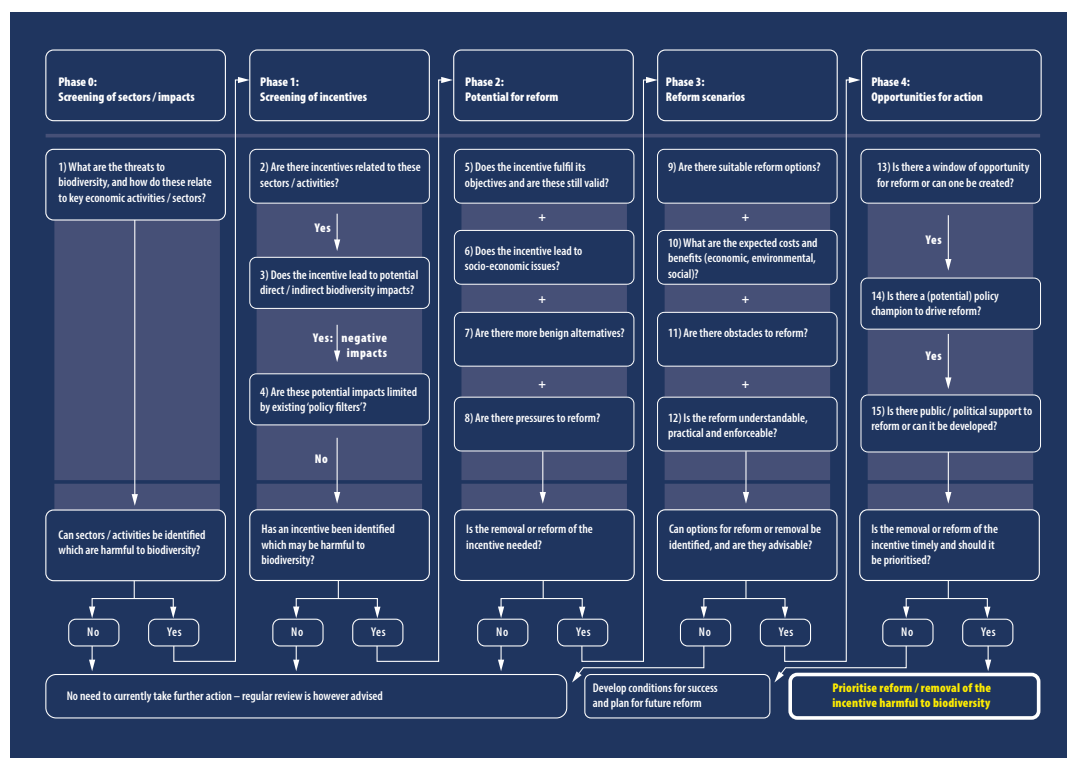 Phase 0:
Screening of sectors / impacts
Phase 1:
Screening of incentives
Phase 2:
Potential for reform
Phase 3:
Reform scenarios
Phase 4:
Opportunities for action
1) What are the threats to
biodiversity, and how do these relate
to key economic activities / sectors?
Can sectors / activities be identified
which are harmful to biodiversity?
No
Yes
2) Are there incentives related to these
sectors / activities?
Yes
3) Does the incentive lead to potential
direct / indirect biodiversity impacts?
Yes: negative
impacts
4) Are these potential impacts limited
by existing ‘policy filters’?
No
Has an incentive been identified
which may be harmful to
biodiversity?
No
Yes
5) Does the incentive fulfil its
objectives and are these still valid?
+
6) Does the incentive lead to
socio-economic issues?
+
7) Are there more benign alternatives?
+
8) Are there pressures to reform?
Is the removal or reform of the
incentive needed?
No
Yes
9) Are there suitable reform options?
+
10) What are the expected costs and
benefits (economic, environmental,
social)?
+
11) Are there obstacles to reform?
+
12) Is the reform understandable,
practical and enforceable?
Can options for reform or removal be
identified, and are they advisable?
No
Yes
13) Is there a window of opportunity
for reform or can one be created?
Yes
14) Is there a (potential) policy
champion to drive reform?
Yes
15) Is there public / political support to
reform or can it be developed?
Is the removal or reform of the
incentive timely and should it
be prioritised?
No
Yes
No need to currently take further action – regular review is however advised
Develop conditions for success
and plan for future reform
Prioritise reform / removal of the
incentive harmful to biodiversity